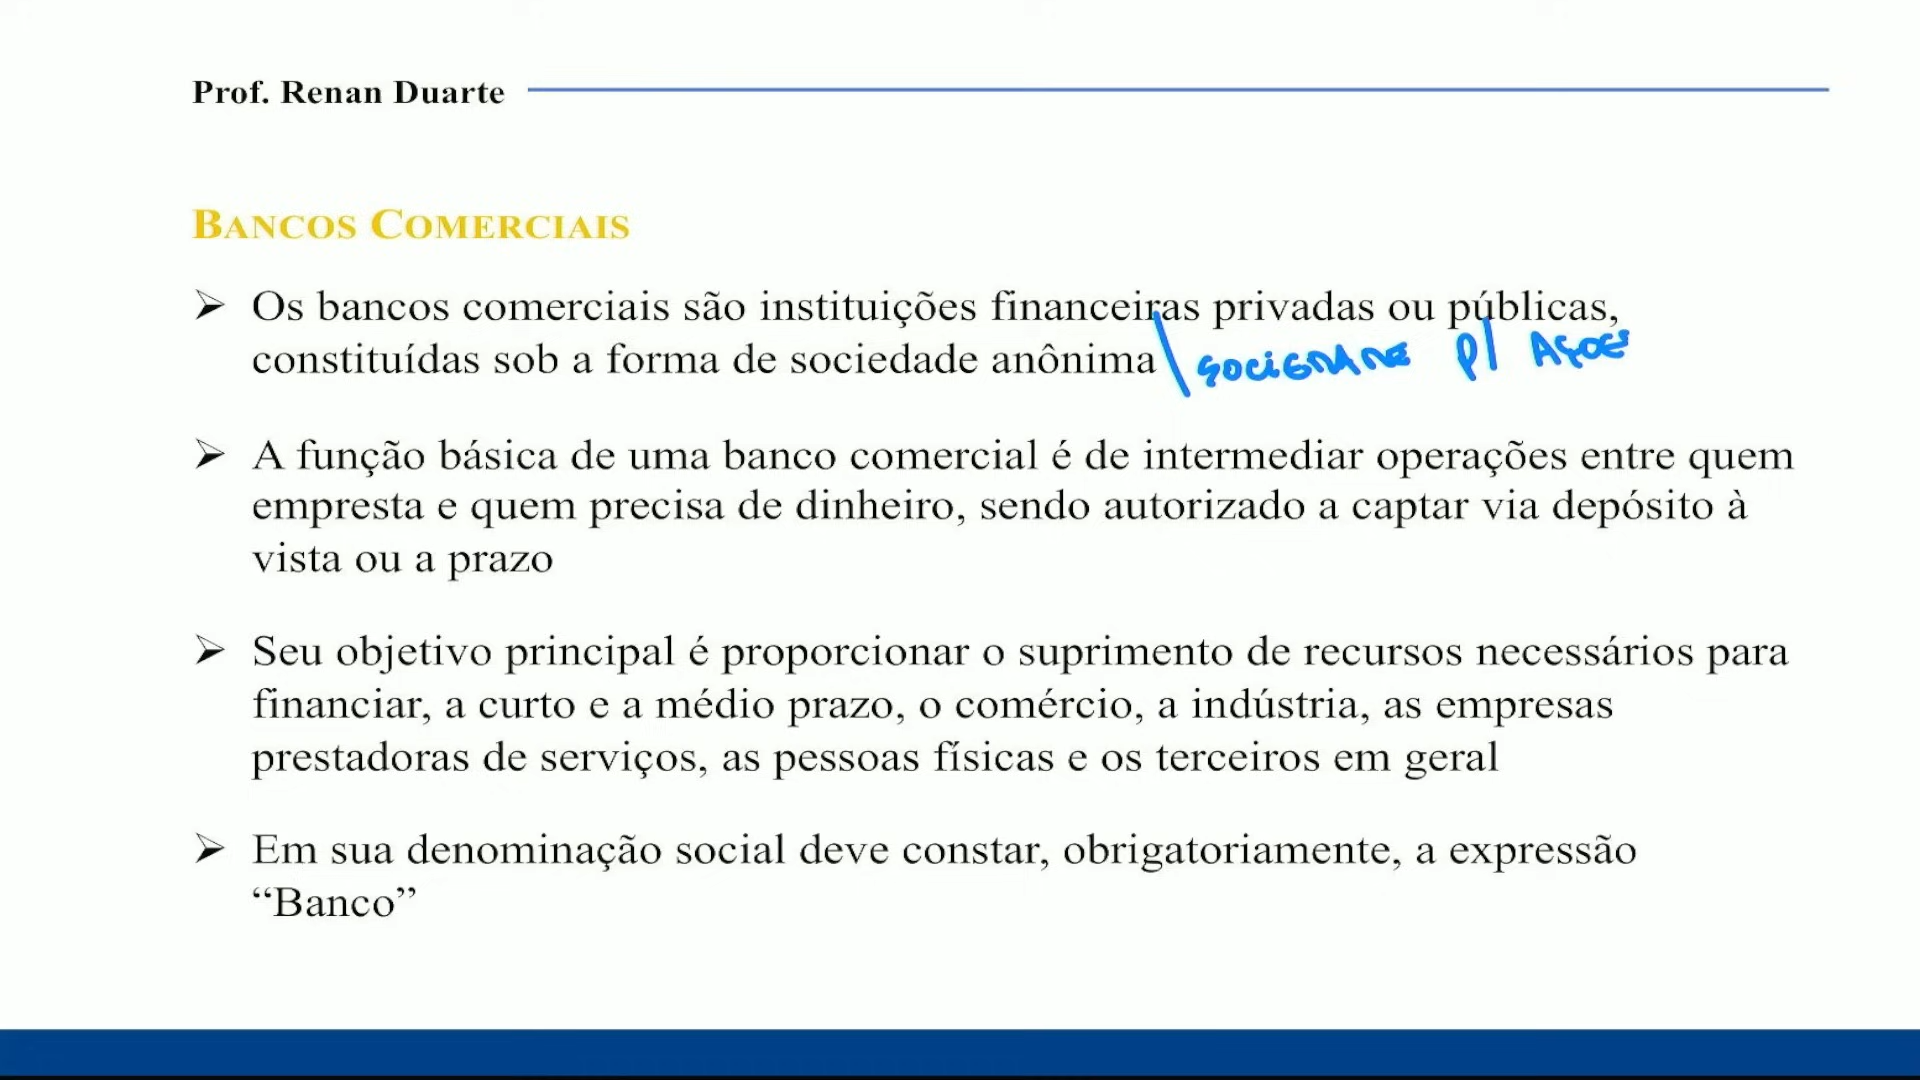 Prof. Renan Duarte
BANCOS COMERCIAIS
➢ Os bancos comerciais são instituições financeiras privadas ou públicas,
constituídas sob a forma de sociedade anônima \ SOCIEDADE P/ AÇOES
➢ A função básica de uma banco comercial é de intermediar operações entre quem
empresta e quem precisa de dinheiro, sendo autorizado a captar via depósito à
vista ou a prazo
➢ Seu objetivo principal é proporcionar o suprimento de recursos necessários para
financiar, a curto e a médio prazo, o comércio, a indústria, as empresas
prestadoras de serviços, as pessoas físicas e os terceiros em geral
➢ Em sua denominação social deve constar, obrigatoriamente, a expressão
“Banco”